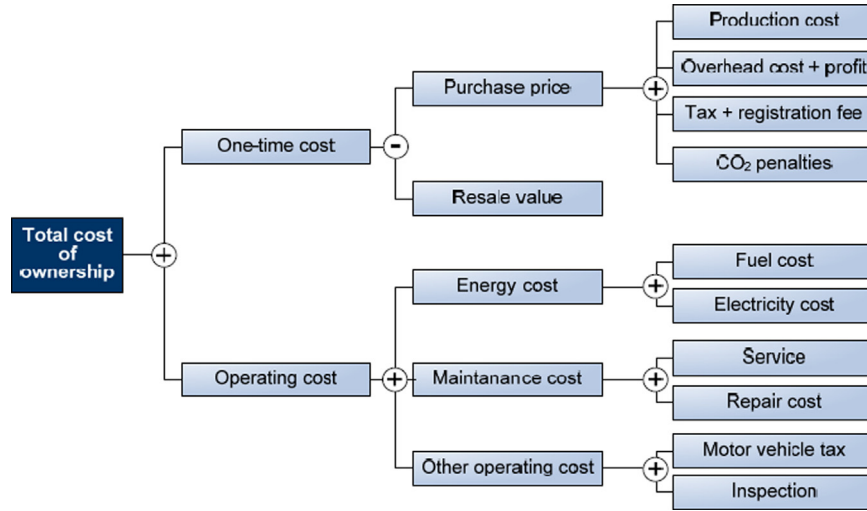 Production cost
Overhead cost + profit
Purchase price
Tax + registration fee
One-time cost
CO₂ penalties
Resale value
Total cost
of
ownership
Fuel cost
Energy cost
Electricity cost
Service
Operating cost
Maintanance cost
Repair cost
Motor vehicle tax
Other operating cost
Inspection